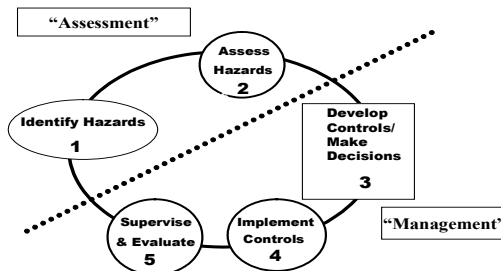 “Assessment”
Assess
Hazards
2
Identify Hazards
1
Develop
Controls/
Make
Decisions
3
Implement
Controls
4
Supervise
& Evaluate
5
“Management”